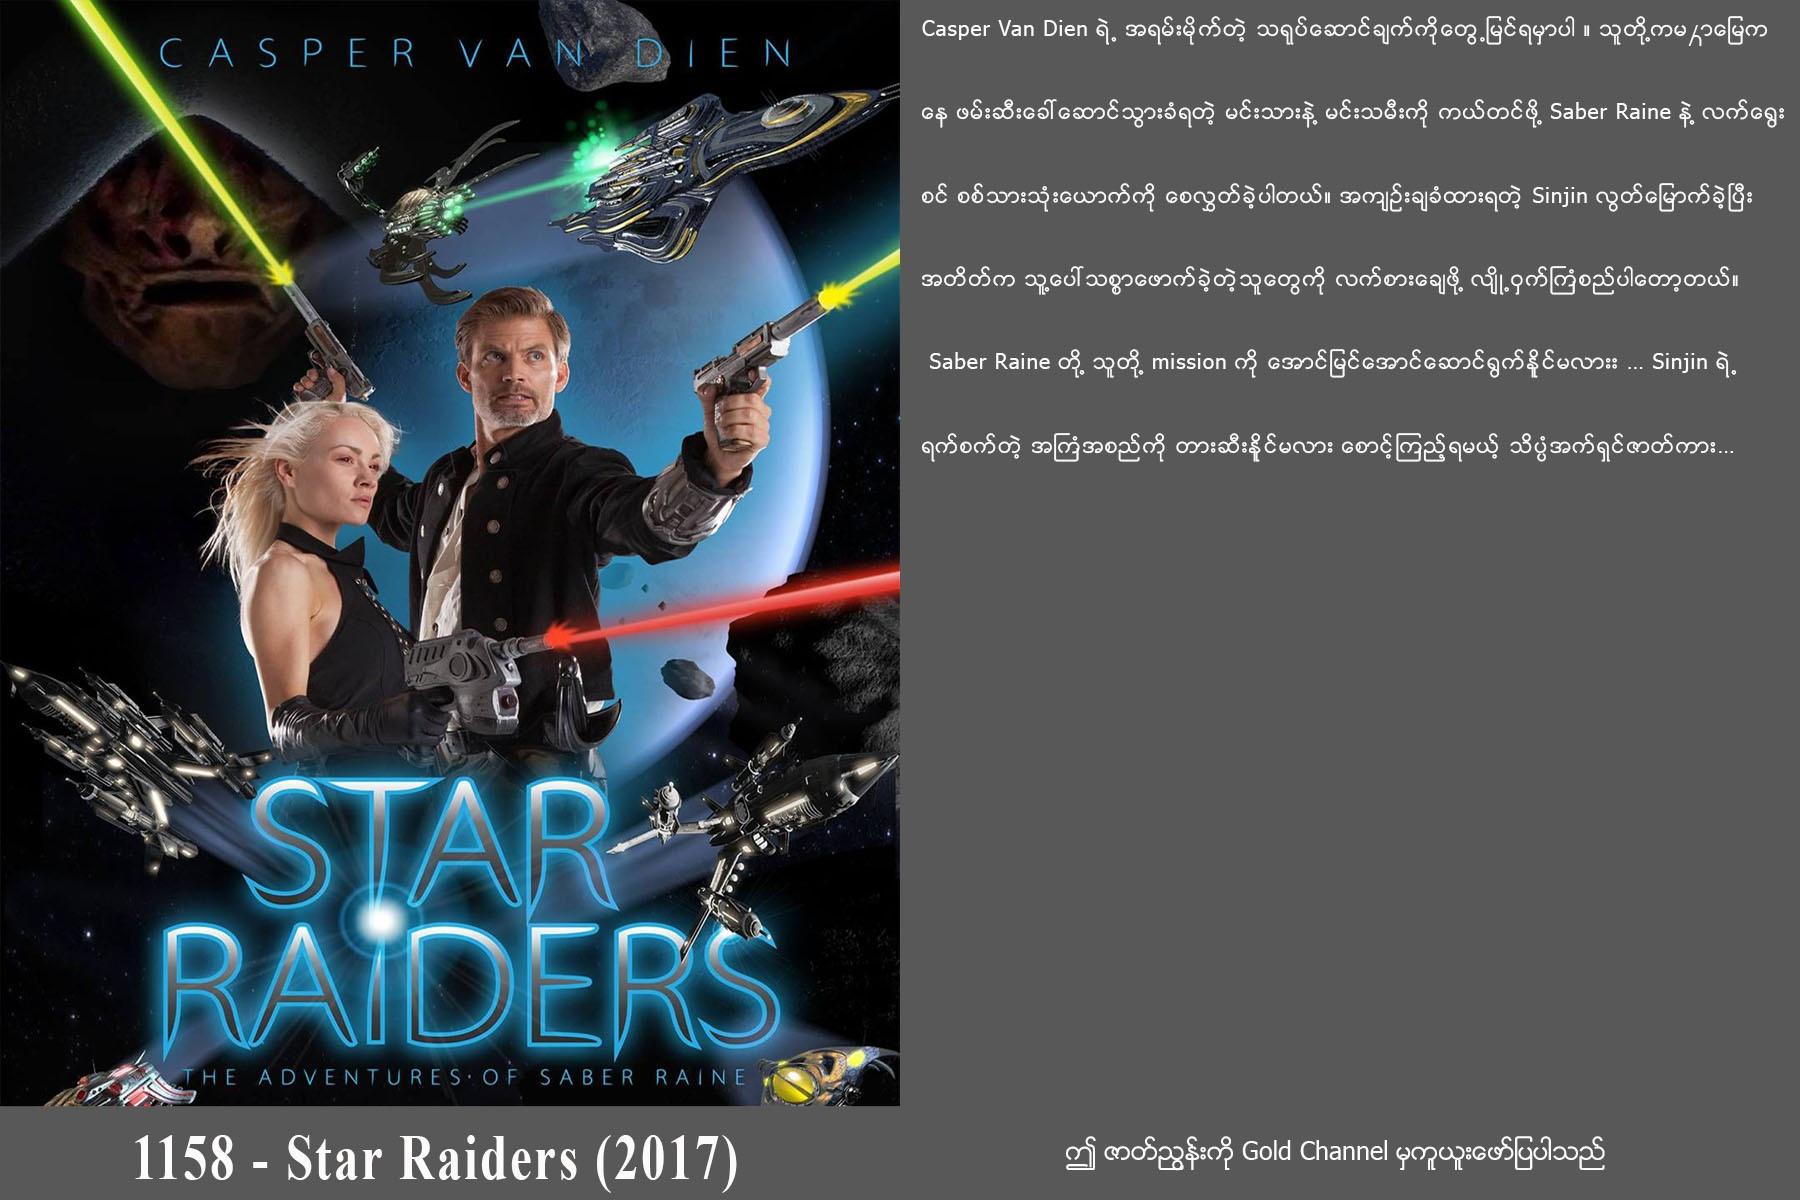 CASPER VAN DIEN
STAR
RAIDERS
THE ADVENTURES OF SABER RAINE
1158 - Star Raiders (2017)
Casper Van Dien ရဲ့ အရမ်းမိုက်တဲ့ သရုပ်ဆောင်ချက်ကိုတွေ့မြင်ရမှာပါ ။ သူတို့ကမ႓ာမြေက
နေ ဖမ်းဆီးခေါ်ဆောင်သွားခံရတဲ့ မင်းသားနဲ့ မင်းသမီးကို ကယ်တင်ဖို့ Saber Raine နဲ့ လက်ရွေး
စင် စစ်သားသုံးယောက်ကို စေလွှတ်ခဲ့ပါတယ်။ အကျဉ်းချခံထားရတဲ့ Sinjin လွတ်မြောက်ခဲ့ပြီး
အတိတ်က သူ့ပေါ်သစ္စာဖောက်ခဲ့တဲ့သူတွေကို လက်စားချေဖို့ လျှို့ဝှက်ကြံစည်ပါတော့တယ်။
Saber Raine တို့ သူတို့ mission ကို အောင်မြင်အောင်ဆောင်ရွက်နိူင်မလားး ... Sinjin ရဲ့
ရက်စက်တဲ့ အကြံအစည်ကို တားဆီးနိူင်မလား စောင့်ကြည့်ရမယ့် သိပ္ပံအက်ရှင်ဇာတ်ကား...
ဤ ဇာတ်ညွှန်းကို Gold Channel မှကူယူးဖော်ပြပါသည်